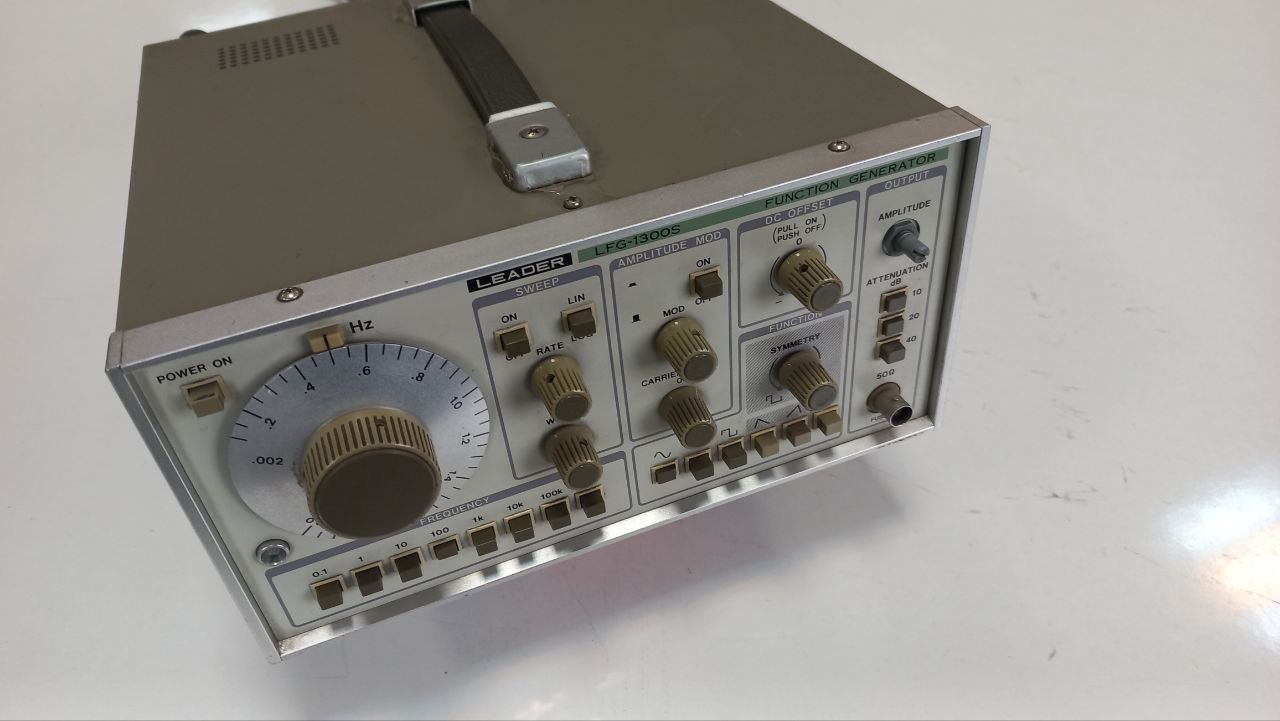 LEADER LFG-1300S FUNCTION GENERATOR
POWER ON
Hz
.002
.2
.4
.6
.8
1.0
1.2
1.4
SWEEP
ON
LIN
RATE
AMPLITUDE MOD
ON
MOD
DC OFFSET
(PULL ON
PUSH OFF)
0
−
FUNCTION
SYMMETRY
OUTPUT
AMPLITUDE
ATTENUATION
dB
10
20
40
50Ω
FREQUENCY
0.1
1
10
100
1k
10k
100k